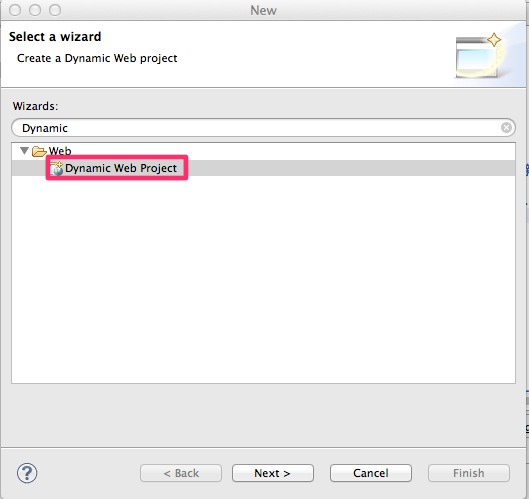 New
Select a wizard
Create a Dynamic Web project
Wizards:
Dynamic
Web
Dynamic Web Project
?
< Back
Next >
Cancel
Finish